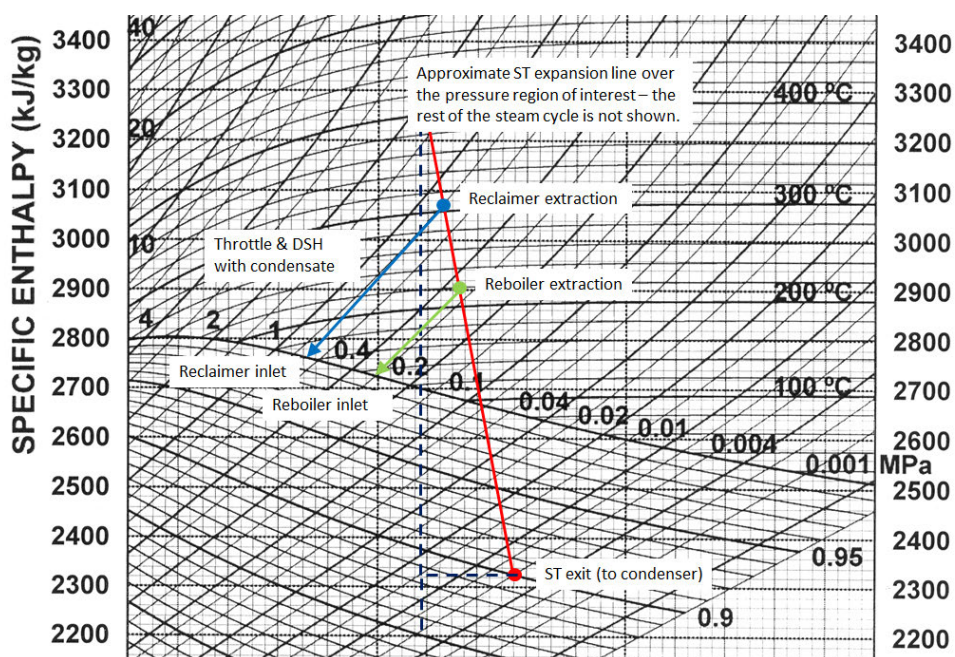 SPECIFIC ENTHALPY (kJ/kg)
3400
3300
3200
3100
3000
2900
2800
2700
2600
2500
2400
2300
2200
40
20
10
4
2
1
0.4
0.2
0.1
0.04
0.02
0.01
0.004
0.001 MPa
Approximate ST expansion line over
the pressure region of interest – the
rest of the steam cycle is not shown.
400 °C
300 °C
200 °C
100 °C
Reclaimer extraction
Throttle & DSH
with condensate
Reboiler extraction
Reclaimer inlet
Reboiler inlet
ST exit (to condenser)
0.95
0.9
3400
3300
3200
3100
3000
2900
2800
2700
2600
2500
2400
2300
2200